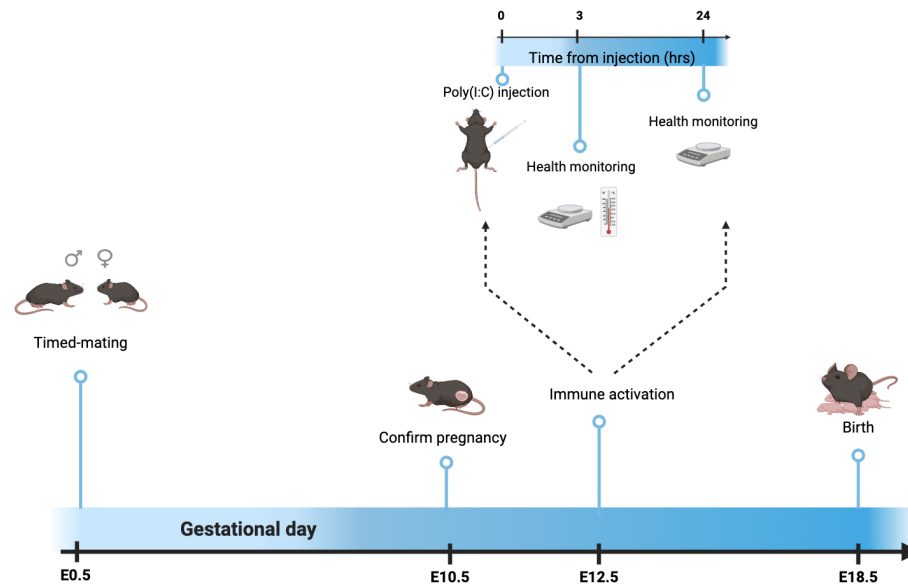 0 3 24
Time from injection (hrs)
Poly(I:C) injection
Health monitoring
Health monitoring
♂ ♀
Timed-mating
Immune activation
Confirm pregnancy
Birth
Gestational day
E0.5 E10.5 E12.5 E18.5